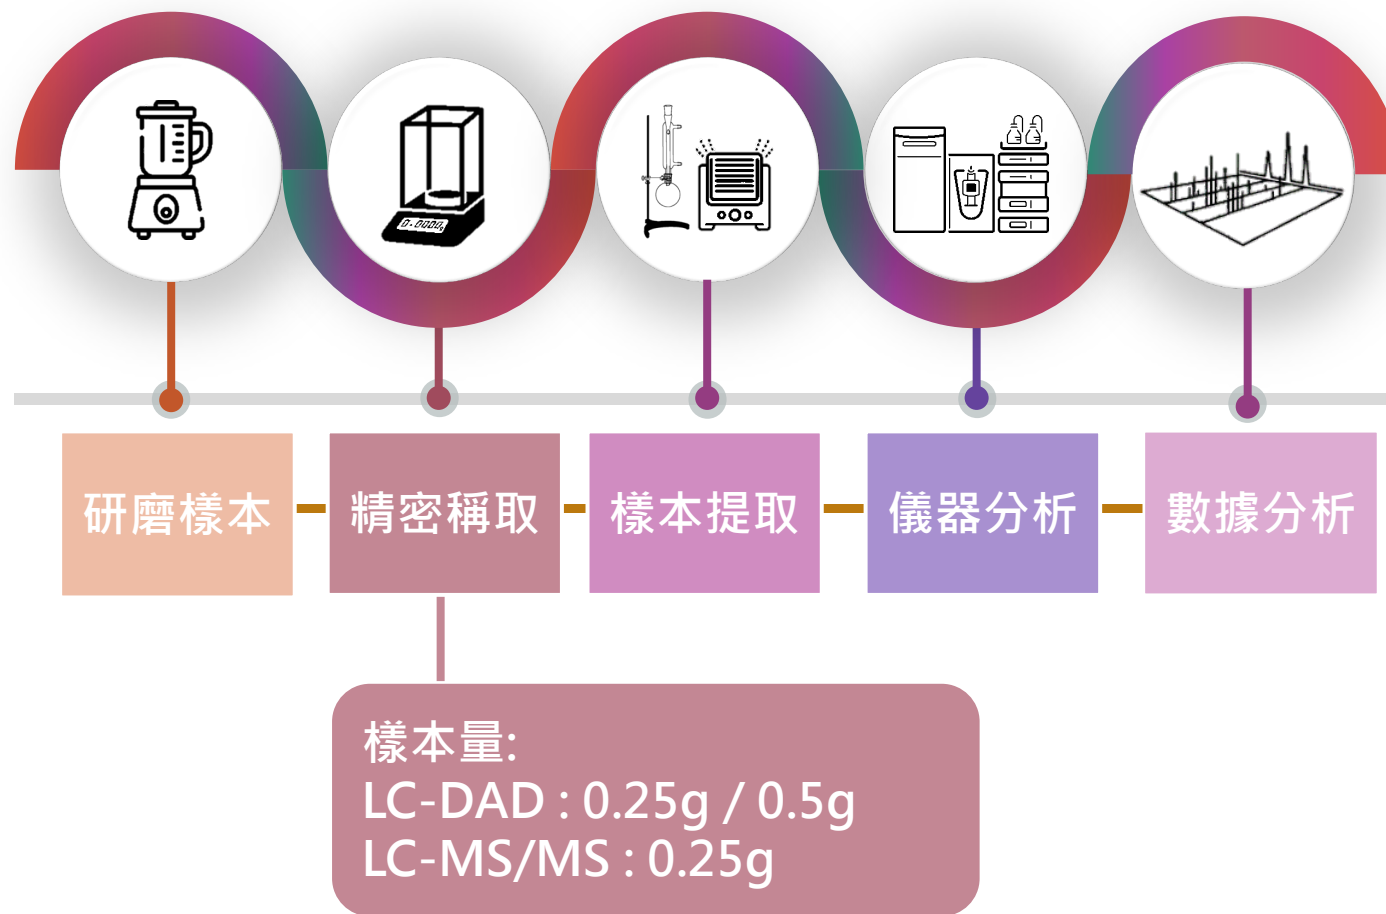 0.0000g
研磨樣本
精密稱取
樣本提取
儀器分析
數據分析
樣本量:
LC-DAD : 0.25g / 0.5g
LC-MS/MS : 0.25g